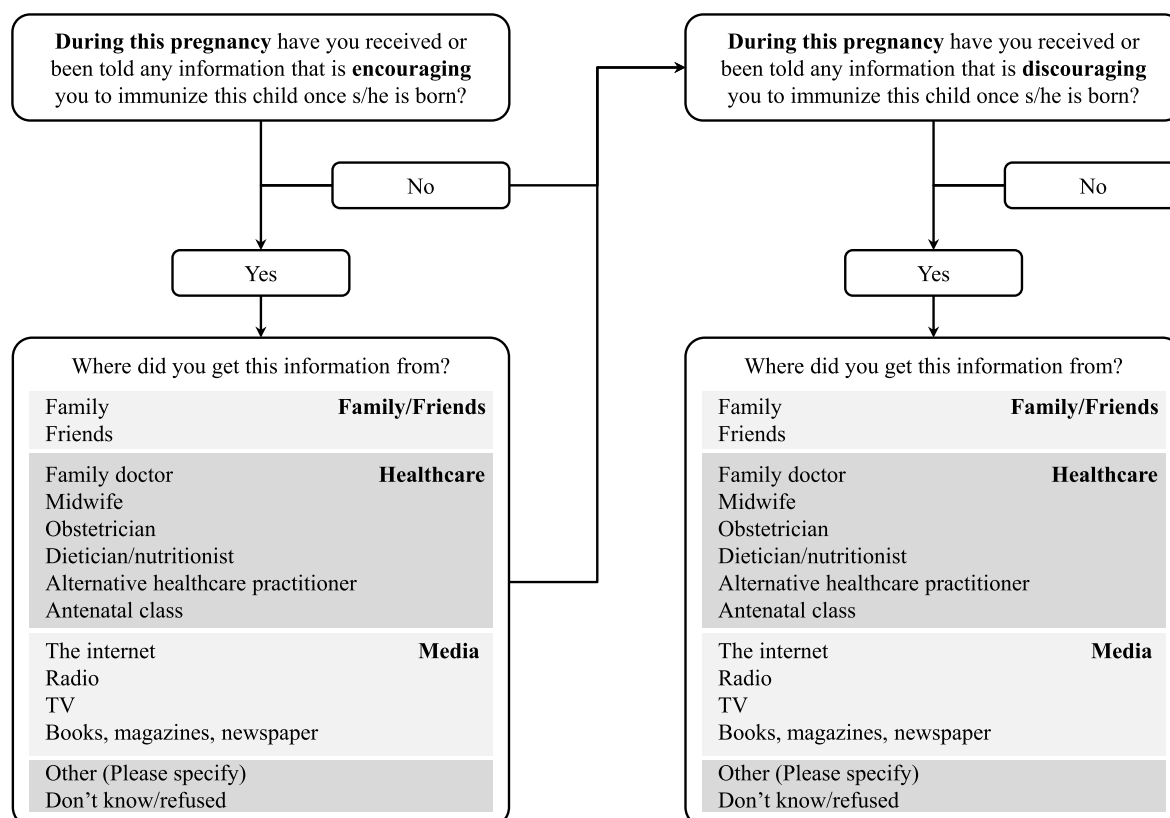 During this pregnancy have you received or
been told any information that is encouraging
you to immunize this child once s/he is born?
No
Yes
Where did you get this information from?
Family Family/Friends
Friends
Family doctor Healthcare
Midwife
Obstetrician
Dietician/nutritionist
Alternative healthcare practitioner
Antenatal class
The internet Media
Radio
TV
Books, magazines, newspaper
Other (Please specify)
Don’t know/refused
During this pregnancy have you received or
been told any information that is discouraging
you to immunize this child once s/he is born?
No
Yes
Where did you get this information from?
Family Family/Friends
Friends
Family doctor Healthcare
Midwife
Obstetrician
Dietician/nutritionist
Alternative healthcare practitioner
Antenatal class
The internet Media
Radio
TV
Books, magazines, newspaper
Other (Please specify)
Don’t know/refused